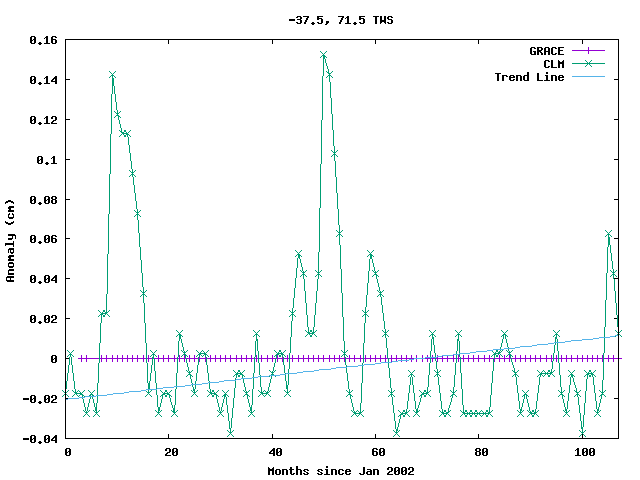 -37.5, 71.5 TWS
GRACE
CLM
Trend Line
0.16
0.14
0.12
0.1
0.08
0.06
0.04
0.02
0
-0.02
-0.04
Anomaly (cm)
0 20 40 60 80 100
Months since Jan 2002